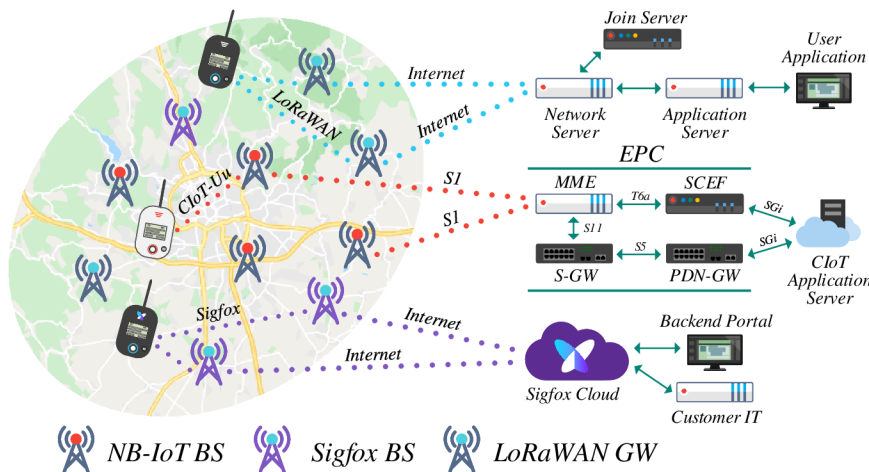 Join Server
User
Application
Internet
LoRaWAN
Internet
Network
Server
Application
Server
EPC
CIoT-Uu
S1
S1
MME
T6a
SCEF
SGi
S11
S5
SGi
S-GW
PDN-GW
CIoT
Application
Server
Sigfox
Internet
Internet
Backend Portal
Sigfox Cloud
Customer IT
NB-IoT BS
Sigfox BS
LoRaWAN GW